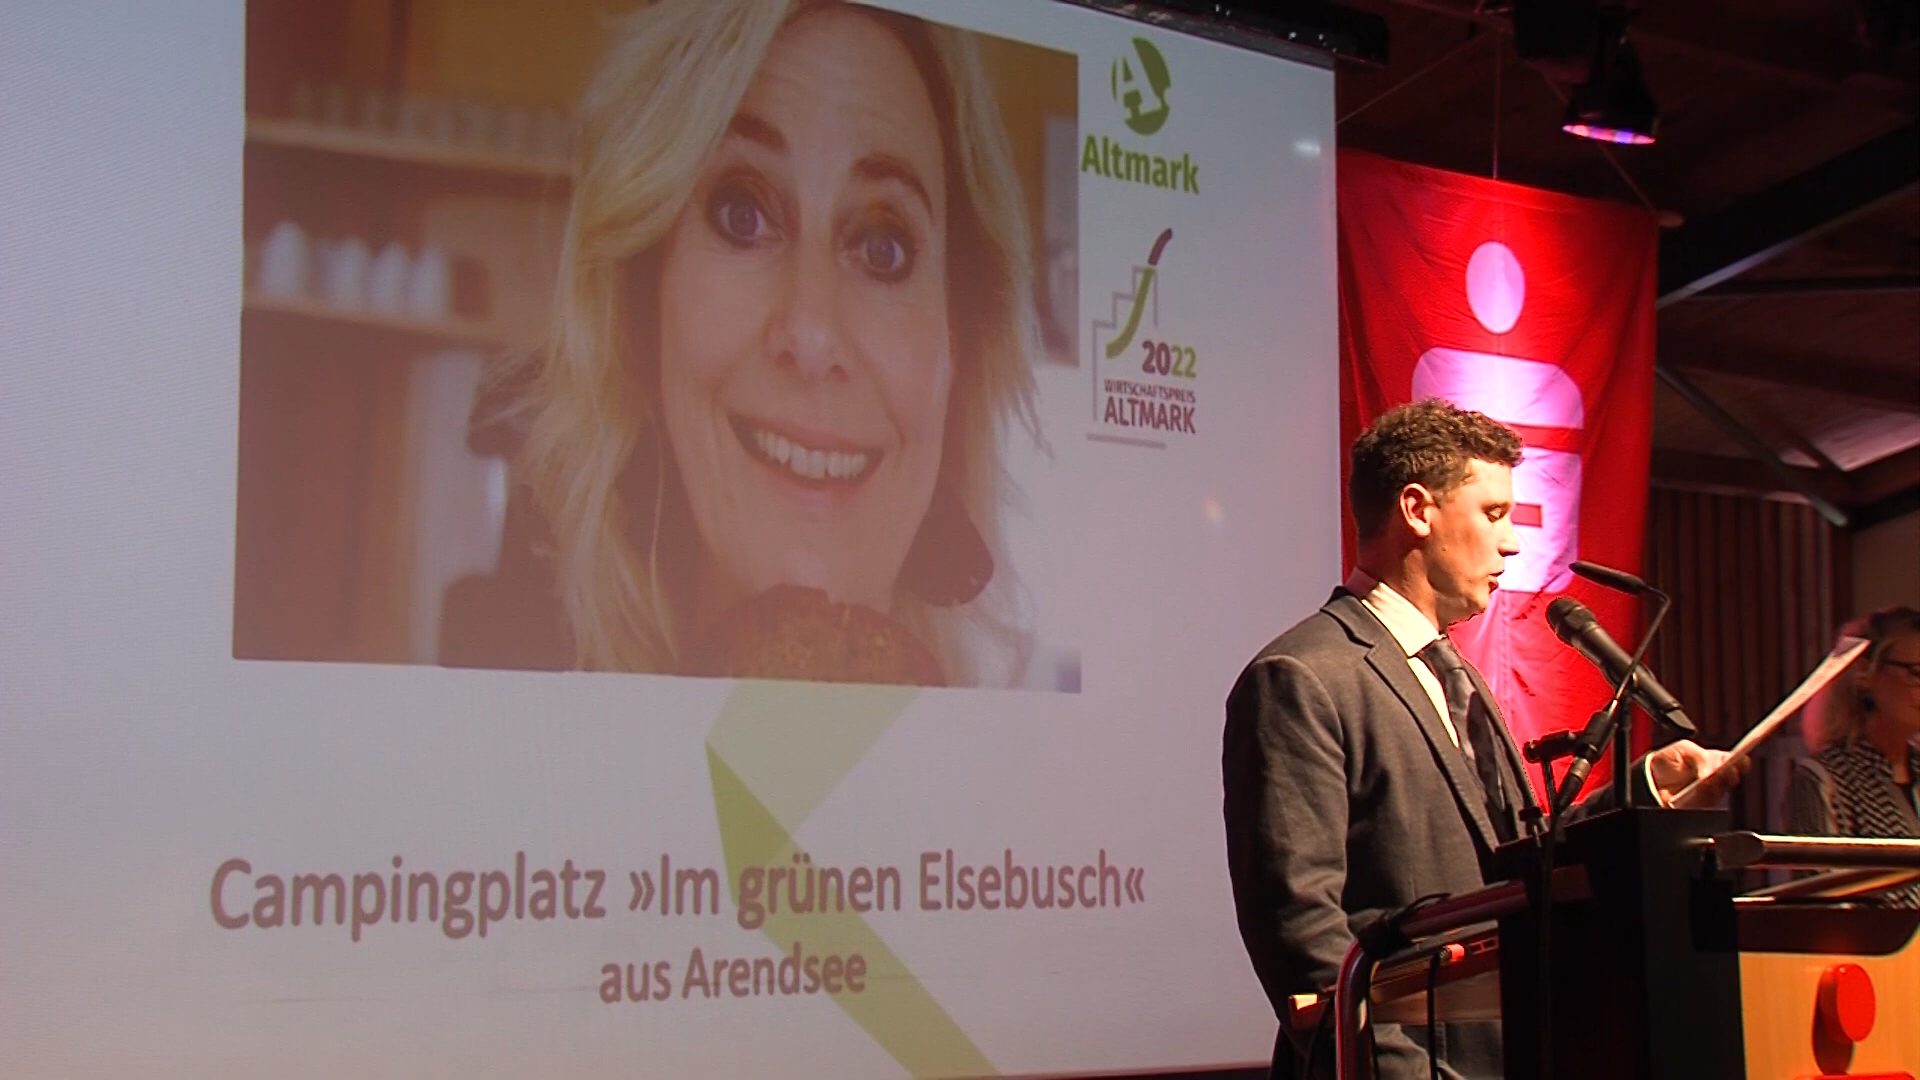 Altmark
2022
WIRTSCHAFTSPREIS
ALTMARK
Campingplatz »Im grünen Elsebusch«
aus Arendsee